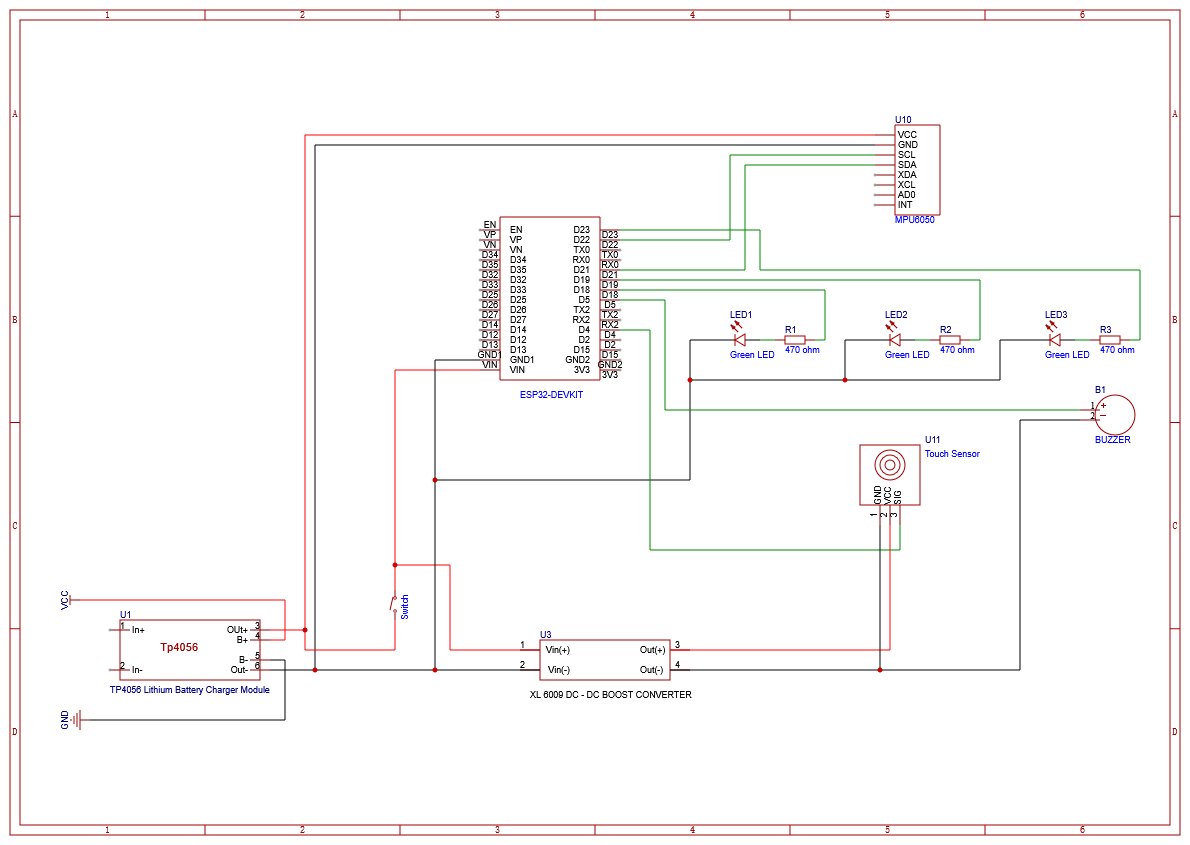 1 2 3 4 5 6
A A
B B
C C
D D
U10
VCC
GND
SCL
SDA
XDA
XCL
AD0
INT
MPU6050
EN EN D23 D23
VP VP D22 D22
VN VN TX0 TX0
D34 D34 RX0 RX0
D35 D35 D21 D21
D32 D32 D19 D19
D33 D33 D18 D18
D25 D25 D5 D5
D26 D26 TX2 TX2
D27 D27 RX2 RX2
D14 D14 D4 D4
D12 D12 D2 D2
D13 D13 D15 D15
GND1 GND1 GND2 GND2
VIN VIN 3V3 3V3
ESP32-DEVKIT
LED1
Green LED
R1
470 ohm
LED2
Green LED
R2
470 ohm
LED3
Green LED
R3
470 ohm
B1
1 +
2 −
BUZZER
U11
Touch Sensor
GND
VCC
SIG
1
2
3
VCC
GND
U1
1 In+ OUt+ 3
B+ 4
Tp4056
B- 5
2 In- Out- 6
TP4056 Lithium Battery Charger Module
Switch
U3
1 Vin(+) Out(+) 3
2 Vin(-) Out(-) 4
XL 6009 DC - DC BOOST CONVERTER
1 2 3 4 5 6